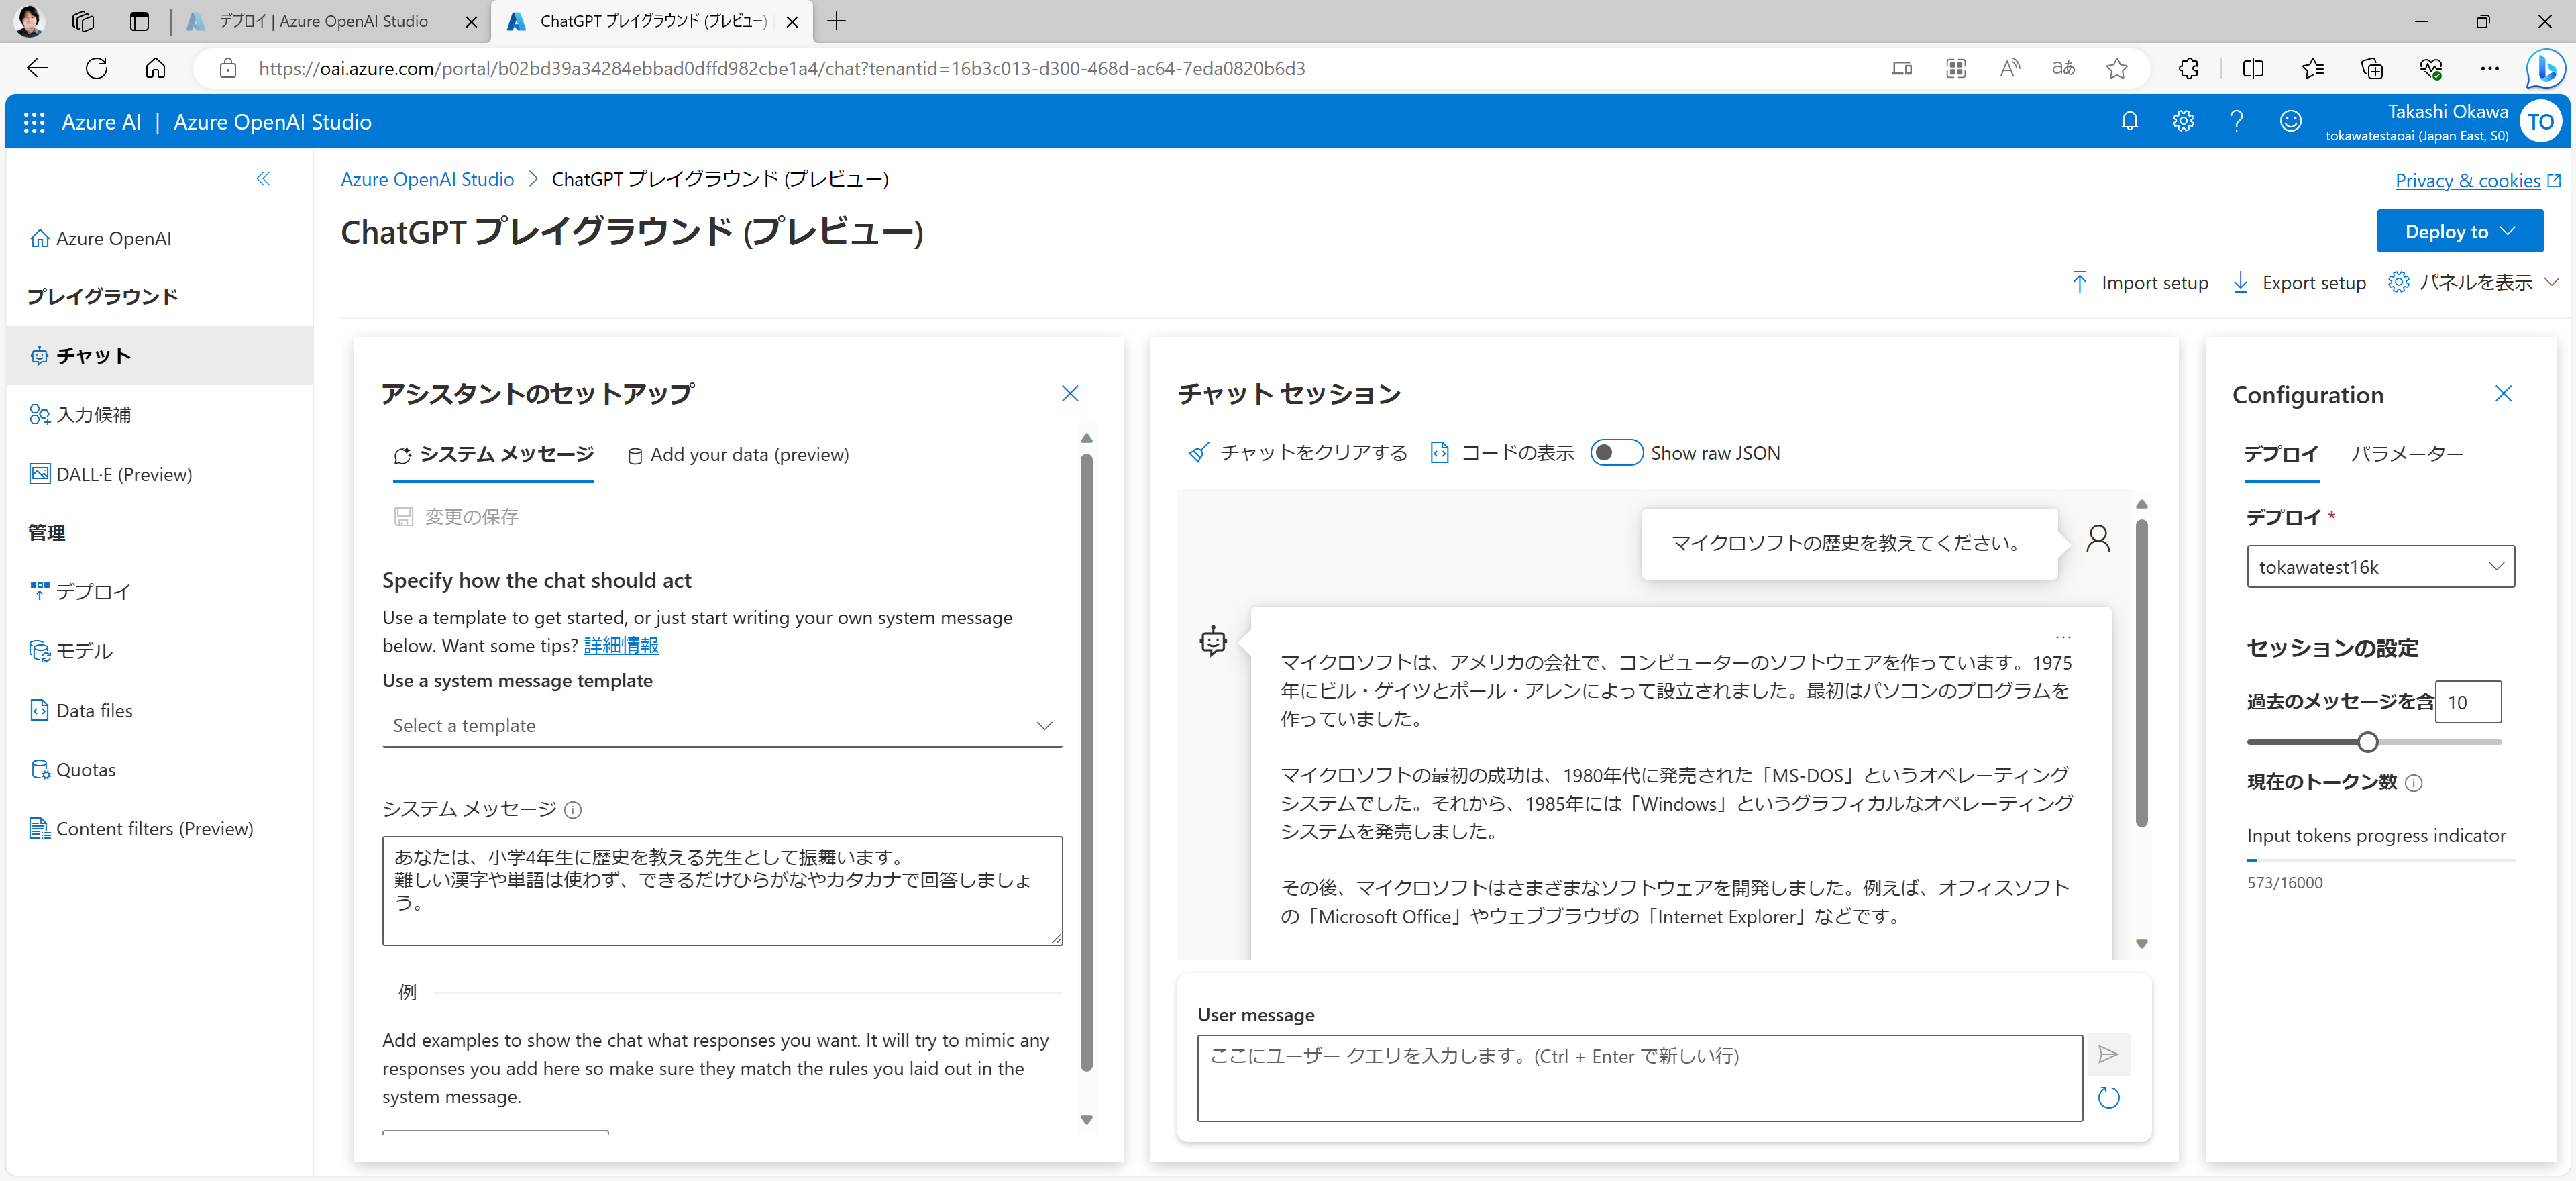 デプロイ | Azure OpenAI Studio
ChatGPT プレイグラウンド (プレビュー)
https://oai.azure.com/portal/b02bd39a34284ebbad0dffd982cbe1a4/chat?tenantid=16b3c013-d300-468d-ac64-7eda0820b6d3
Azure AI | Azure OpenAI Studio
Takashi Okawa
tokawatestaoai (Japan East, S0)
TO
Azure OpenAI
プレイグラウンド
チャット
入力候補
DALL·E (Preview)
管理
デプロイ
モデル
Data files
Quotas
Content filters (Preview)
Azure OpenAI Studio > ChatGPT プレイグラウンド (プレビュー)
Privacy & cookies
ChatGPT プレイグラウンド (プレビュー)
Deploy to
Import setup
Export setup
パネルを表示
アシスタントのセットアップ
システム メッセージ
Add your data (preview)
変更の保存
Specify how the chat should act
Use a template to get started, or just start writing your own system message
below. Want some tips? 詳細情報
Use a system message template
Select a template
システム メッセージ
あなたは、小学4年生に歴史を教える先生として振舞います。
難しい漢字や単語は使わず、できるだけひらがなやカタカナで回答しましょ
う。
例
Add examples to show the chat what responses you want. It will try to mimic any
responses you add here so make sure they match the rules you laid out in the
system message.
チャット セッション
チャットをクリアする
コードの表示
Show raw JSON
マイクロソフトの歴史を教えてください。
...
マイクロソフトは、アメリカの会社で、コンピューターのソフトウェアを作っています。1975
年にビル・ゲイツとポール・アレンによって設立されました。最初はパソコンのプログラムを
作っていました。
マイクロソフトの最初の成功は、1980年代に発売された「MS-DOS」というオペレーティング
システムでした。それから、1985年には「Windows」というグラフィカルなオペレーティング
システムを発売しました。
その後、マイクロソフトはさまざまなソフトウェアを開発しました。例えば、オフィスソフト
の「Microsoft Office」やウェブブラウザの「Internet Explorer」などです。
User message
ここにユーザー クエリを入力します。(Ctrl + Enter で新しい行)
Configuration
デプロイ
パラメーター
デプロイ *
tokawatest16k
セッションの設定
過去のメッセージを含
10
現在のトークン数
Input tokens progress indicator
573/16000